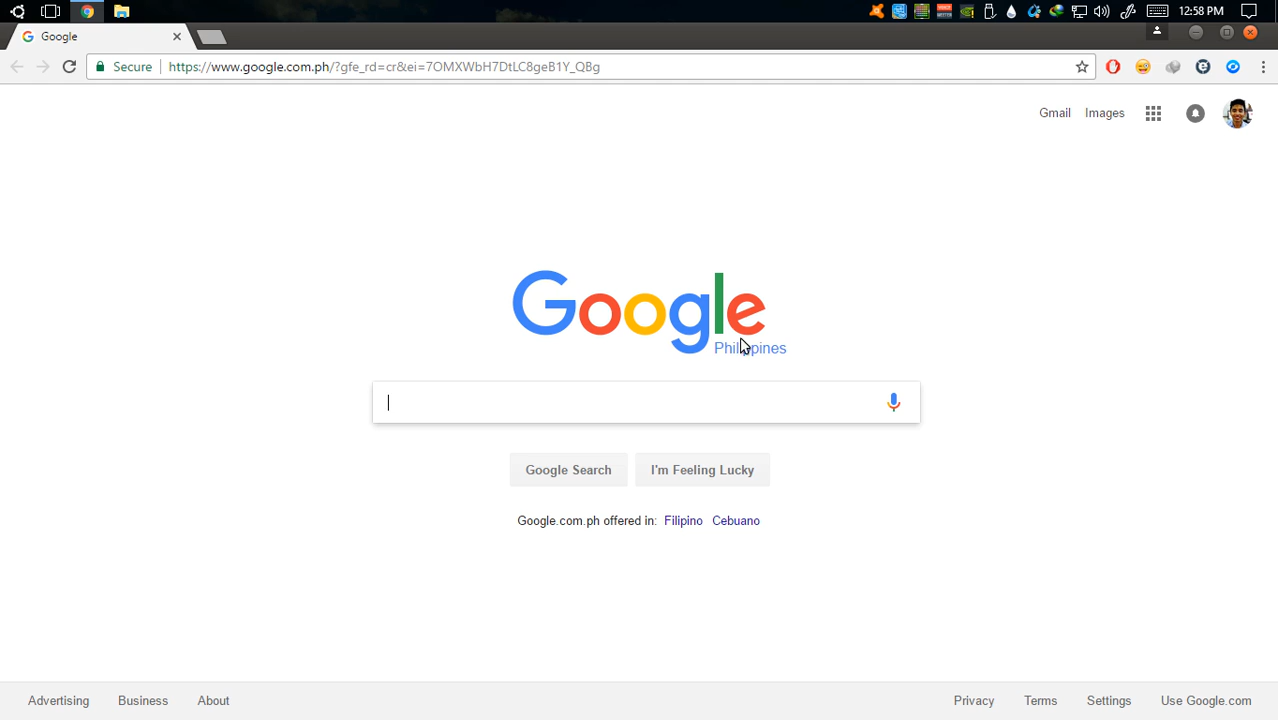 12:58 PM
Google
Secure https://www.google.com.ph/?gfe_rd=cr&ei=7OMXWbH7DtLC8geB1Y_QBg
Gmail Images
Google
Philippines
Google Search I'm Feeling Lucky
Google.com.ph offered in: Filipino Cebuano
Advertising Business About Privacy Terms Settings Use Google.com